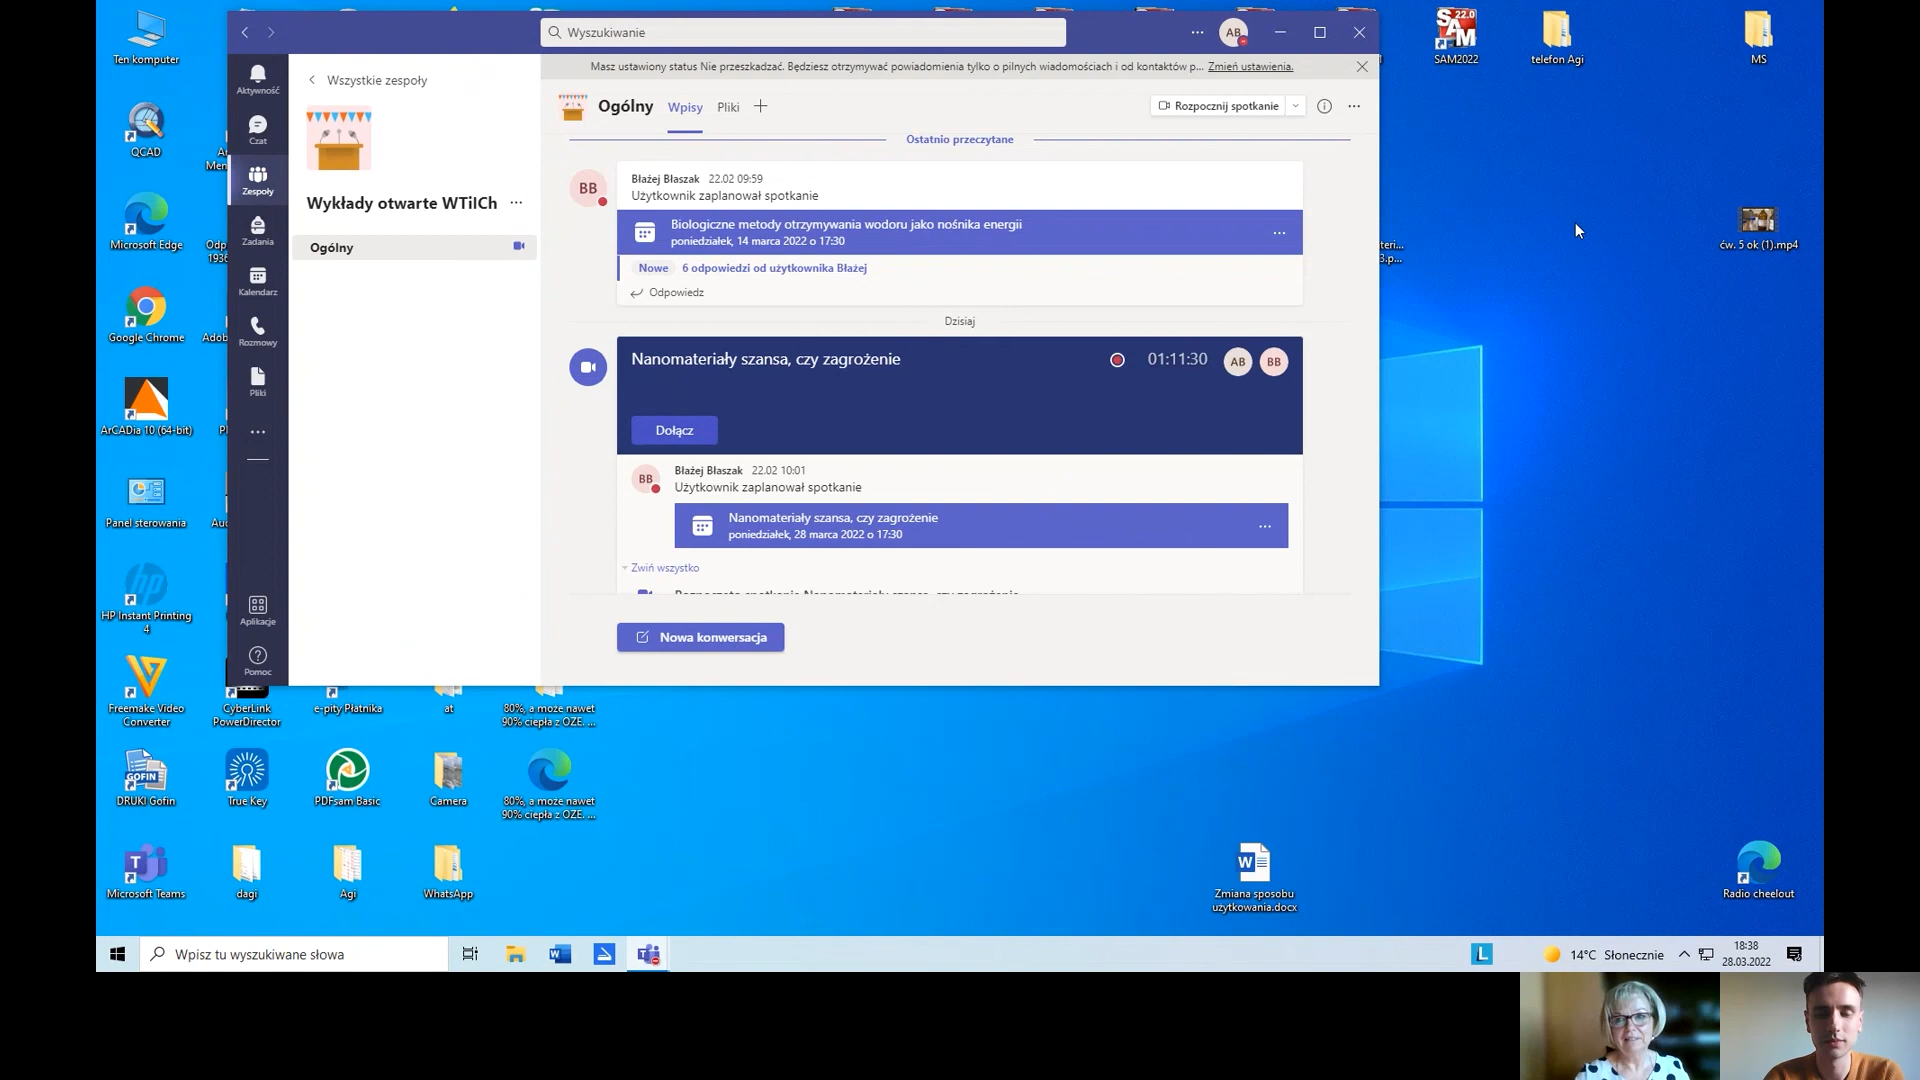 Ten komputer
QCAD
Microsoft Edge
Google Chrome
ArCADia 10 (64-bit)
Panel sterowania
HP Instant Printing
4
Freemake Video
Converter
DRUKI Gofin
Microsoft Teams
CyberLink
PowerDirector
True Key
dagi
e-pity Płatnika
PDFsam Basic
Agi
at
Camera
WhatsApp
80%, a może nawet
90% ciepła z OZE. ...
80%, a może nawet
90% ciepła z OZE. ...
Wyszukiwanie
AB
Masz ustawiony status Nie przeszkadzać. Będziesz otrzymywać powiadomienia tylko o pilnych wiadomościach i od kontaktów p... Zmień ustawienia.
Aktywność
Czat
Zespoły
Zadania
Kalendarz
Rozmowy
Pliki
Aplikacje
Pomoc
Wszystkie zespoły
Wykłady otwarte WTiICh
Ogólny
Ogólny Wpisy Pliki
Rozpocznij spotkanie
Ostatnio przeczytane
BB
Błażej Błaszak 22.02 09:59
Użytkownik zaplanował spotkanie
Biologiczne metody otrzymywania wodoru jako nośnika energii
poniedziałek, 14 marca 2022 o 17:30
Nowe 6 odpowiedzi od użytkownika Błażej
Odpowiedz
Dzisiaj
Nanomateriały szansa, czy zagrożenie 01:11:30 AB BB
Dołącz
BB
Błażej Błaszak 22.02 10:01
Użytkownik zaplanował spotkanie
Nanomateriały szansa, czy zagrożenie
poniedziałek, 28 marca 2022 o 17:30
Zwiń wszystko
Nowa konwersacja
SAM 22.0
SAM2022
telefon Agi
MS
ćw. 5 ok (1).mp4
Zmiana sposobu
użytkowania.docx
Radio cheelout
Wpisz tu wyszukiwane słowa
14°C Słonecznie
18:38
28.03.2022